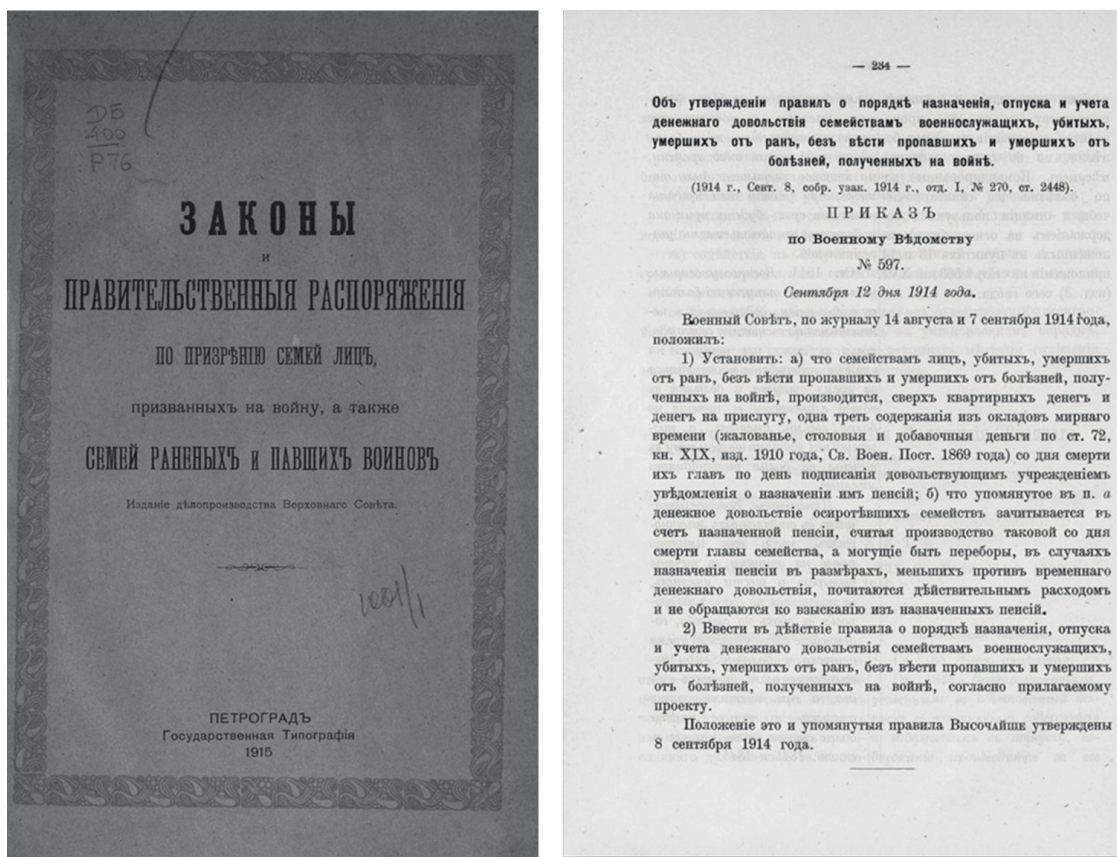 ДБ
400
Р76
ЗАКОНЫ
и
ПРАВИТЕЛЬСТВЕННЫЯ РАСПОРЯЖЕНІЯ
ПО ПРИЗРѢНІЮ СЕМЕЙ ЛИЦЪ,
призванныхъ на войну, а также
СЕМЕЙ РАНЕНЫХЪ и ПАВШИХЪ ВОИНОВЪ
Изданіе дѣлопроизводства Верховнаго Совѣта.
1001/1
ПЕТРОГРАДЪ
Государственная Типографія
1915
— 234 —
Объ утвержденіи правилъ о порядкѣ назначенія, отпуска и учета
денежнаго довольствія семействамъ военнослужащихъ, убитыхъ,
умершихъ отъ ранъ, безъ вѣсти пропавшихъ и умершихъ отъ
болѣзней, полученныхъ на войнѣ.
(1914 г., Сент. 8, собр. узак. 1914 г., отд. I, № 270, ст. 2448).
ПРИКАЗЪ
по Военному Вѣдомству
№ 597.
Сентября 12 дня 1914 года.
Военный Совѣтъ, по журналу 14 августа и 7 сентября 1914 года,
положилъ:
1) Установить: а) что семействамъ лицъ, убитыхъ, умершихъ
отъ ранъ, безъ вѣсти пропавшихъ и умершихъ отъ болѣзней, полу-
ченныхъ на войнѣ, производится, сверхъ квартирныхъ денегъ и
денегъ на прислугу, одна треть содержанія изъ окладовъ мирнаго
времени (жалованье, столовыя и добавочныя деньги по ст. 72,
кн. XIX, изд. 1910 года, Св. Воен. Пост. 1869 года) со дня смерти
ихъ главъ по день подписанія довольствующимъ учрежденіемъ
увѣдомленія о назначеніи имъ пенсій; б) что упомянутое въ п. а
денежное довольствіе осиротѣвшихъ семействъ зачитывается въ
счетъ назначенной пенсіи, считая производство таковой со дня
смерти главы семейства, а могущіе быть переборы, въ случаяхъ
назначенія пенсіи въ размѣрахъ, меньшихъ противъ временнаго
денежнаго довольствія, почитаются дѣйствительнымъ расходомъ
и не обращаются ко взысканію изъ назначенныхъ пенсій.
2) Ввести въ дѣйствіе правила о порядкѣ назначенія, отпуска
и учета денежнаго довольствія семействамъ военнослужащихъ,
убитыхъ, умершихъ отъ ранъ, безъ вѣсти пропавшихъ и умершихъ
отъ болѣзней, полученныхъ на войнѣ, согласно прилагаемому
проекту.
Положеніе это и упомянутыя правила Высочайше утверждены
8 сентября 1914 года.